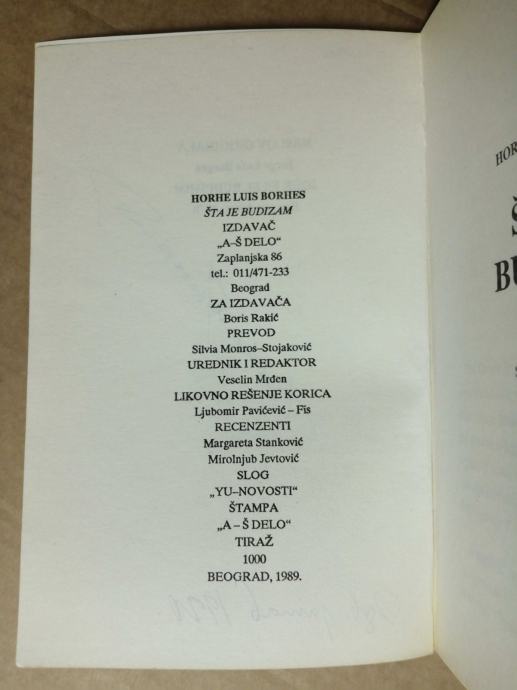 HORHE LUIS BORHES
ŠTA JE BUDIZAM
IZDAVAČ
„A–Š DELO“
Zaplanjska 86
tel.: 011/471-233
Beograd
ZA IZDAVAČA
Boris Rakić
PREVOD
Silvia Monros–Stojaković
UREDNIK I REDAKTOR
Veselin Mrđen
LIKOVNO REŠENJE KORICA
Ljubomir Pavićević – Fis
RECENZENTI
Margareta Stanković
Mirolnjub Jevtović
SLOG
„YU–NOVOSTI“
ŠTAMPA
„A – Š DELO“
TIRAŽ
1000
BEOGRAD, 1989.
HOR
Š
BU